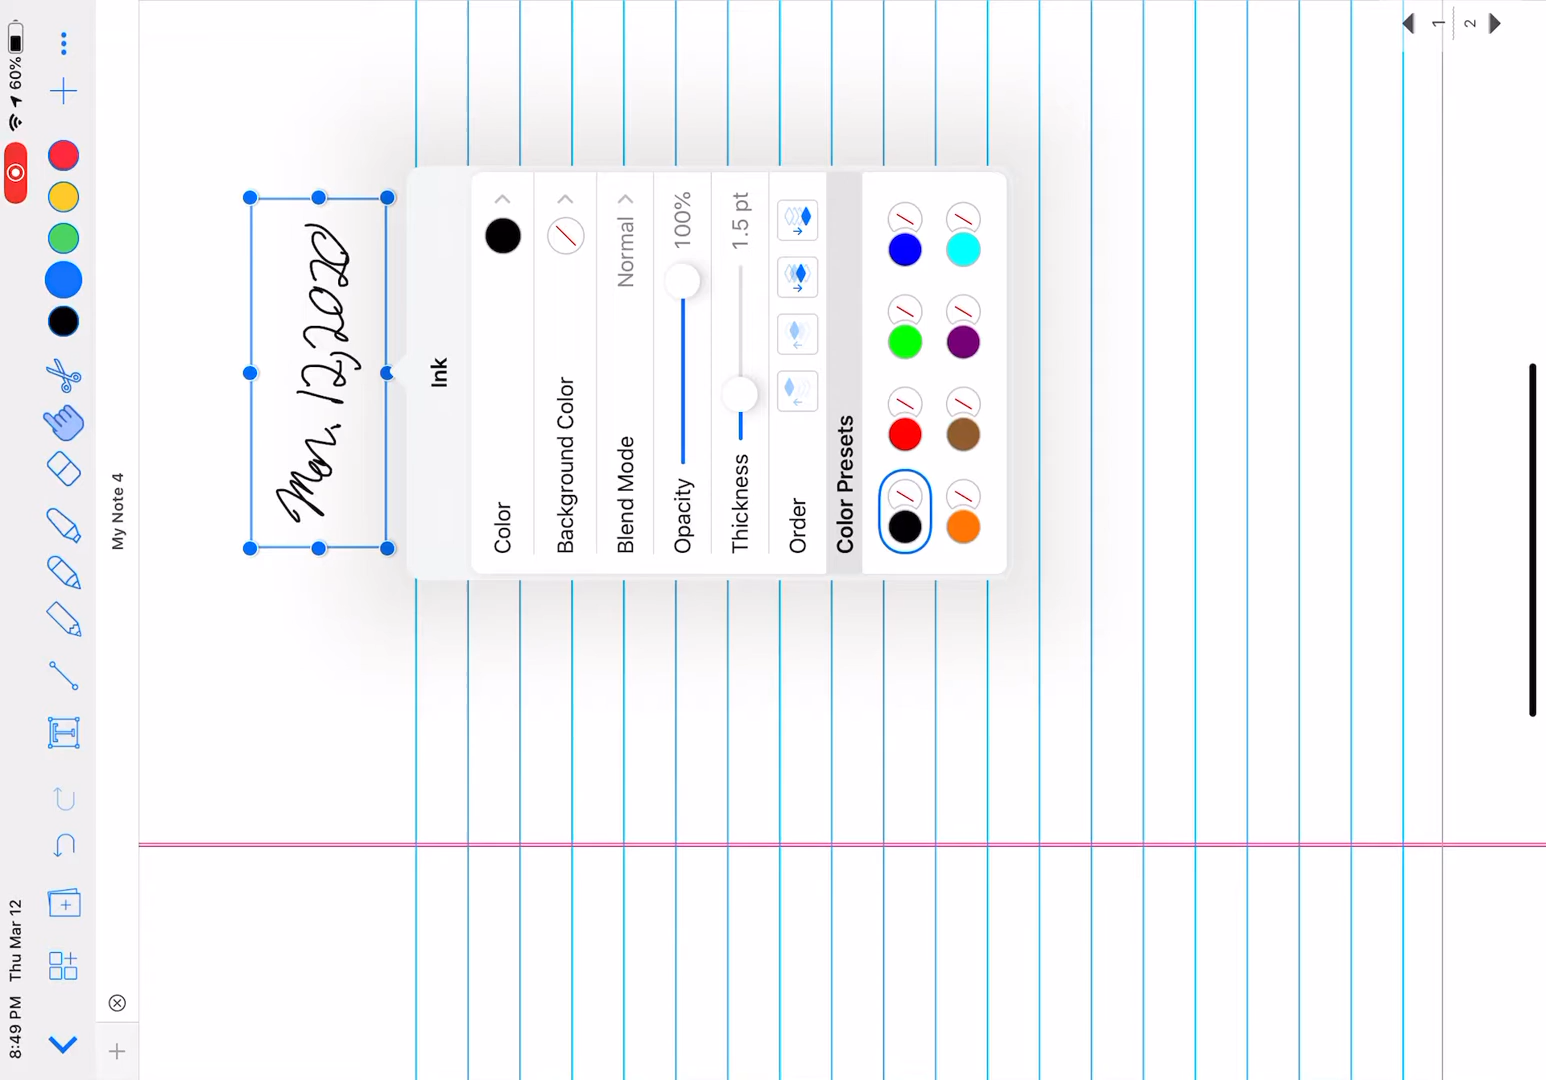 8:49 PM Thu Mar 12
60%
My Note 4
Mar. 12, 2020
Ink
Color
Background Color
Blend Mode Normal
Opacity 100%
Thickness 1.5 pt
Order
Color Presets
1
2